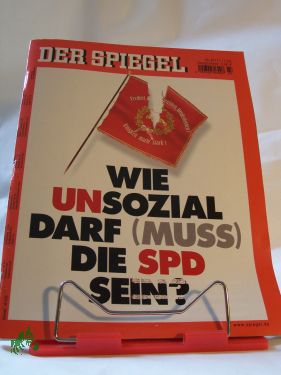 DER SPIEGEL
WIE
UNSOZIAL
DARF (MUSS)
DIE SPD
SEIN?
www.spiegel.de